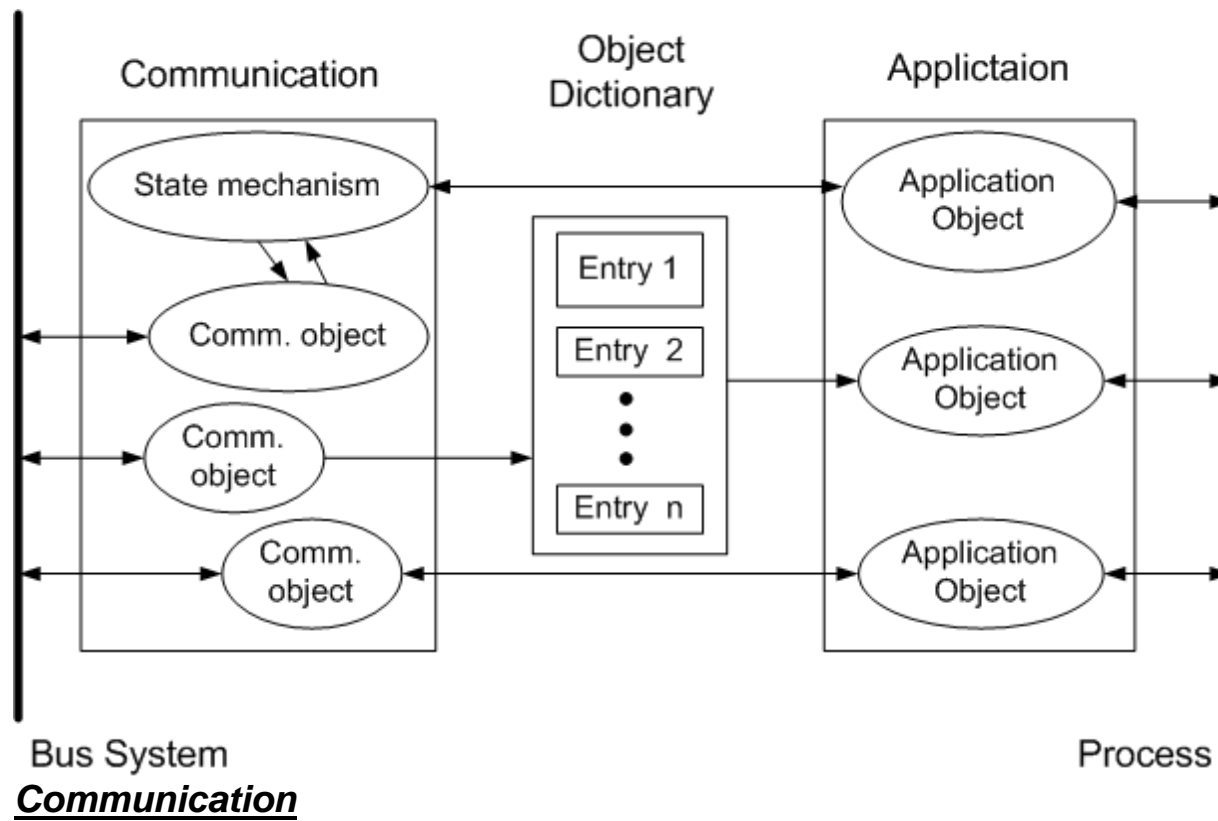 Communication
Object
Dictionary
Applictaion
State mechanism
Application
Object
Entry 1
Comm. object
Entry 2
Application
Object
Comm.
object
Entry n
Comm.
object
Application
Object
Bus System
Process
Communication